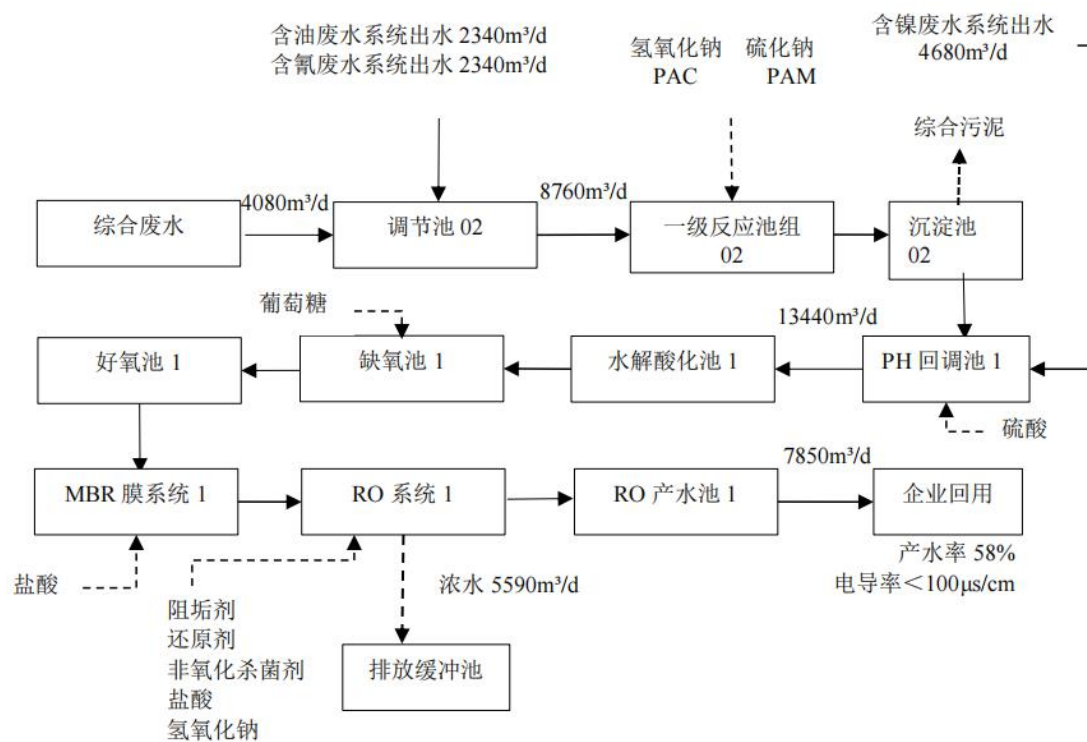 含油废水系统出水 2340m³/d
含氰废水系统出水 2340m³/d
氢氧化钠 硫化钠
PAC PAM
含镍废水系统出水
4680m³/d
综合污泥
综合废水
4080m³/d
调节池 02
8760m³/d
一级反应池组
02
沉淀池
02
葡萄糖
13440m³/d
好氧池 1
缺氧池 1
水解酸化池 1
PH 回调池 1
硫酸
7850m³/d
MBR 膜系统 1
RO 系统 1
RO 产水池 1
企业回用
产水率 58%
电导率＜100μs/cm
盐酸
浓水 5590m³/d
阻垢剂
还原剂
非氧化杀菌剂
盐酸
氢氧化钠
排放缓冲池